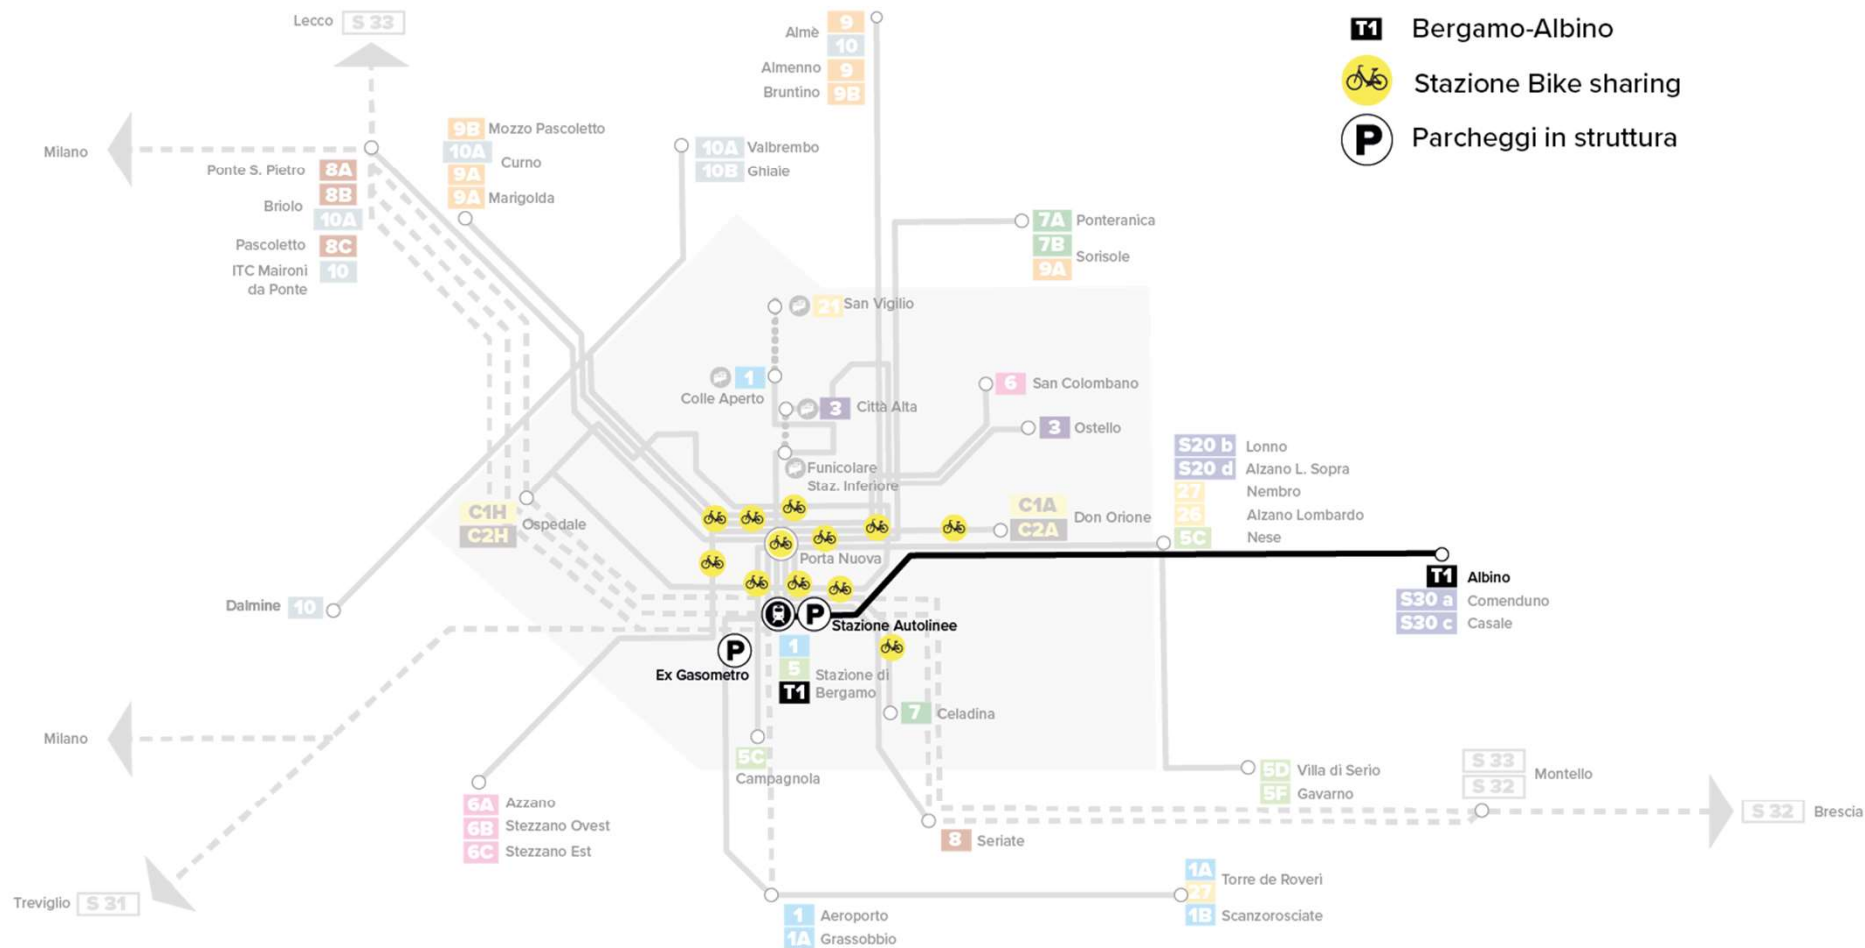 Lecco S 33
Almè 9
10
Almenno 9
Bruntino 9B
T1 Bergamo-Albino
Stazione Bike sharing
P Parcheggi in struttura
Milano
9B Mozzo Pascoletto
10A Curno
9A
9A Marigolda
10A Valbrembo
10B Ghiaie
Ponte S. Pietro 8A
8B
Briolo
10A
Pascoletto 8C
ITC Maironi 10
da Ponte
7A Ponteranica
7B
Sorisole
9A
21 San Vigilio
1
Colle Aperto
3 Città Alta
6 San Colombano
3 Ostello
Funicolare
Staz. Inferiore
S20 b Lonno
S20 d Alzano L. Sopra
27 Nembro
26 Alzano Lombardo
5C Nese
C1H
Ospedale
C2H
C1A
Don Orione
C2A
Porta Nuova
T1 Albino
S30 a Comenduno
S30 c Casale
Dalmine 10
P
Stazione Autolinee
P
Ex Gasometro
1
5 Stazione di
T1 Bergamo
7 Celadina
Milano
5C
Campagnola
5D Villa di Serio
5F Gavarno
S 33
Montello
S 32
S 32 Brescia
6A Azzano
6B Stezzano Ovest
6C Stezzano Est
8 Seriate
Treviglio S 31
1A
Torre de Roveri
27
1B Scanzorosciate
1 Aeroporto
1A Grassobbio